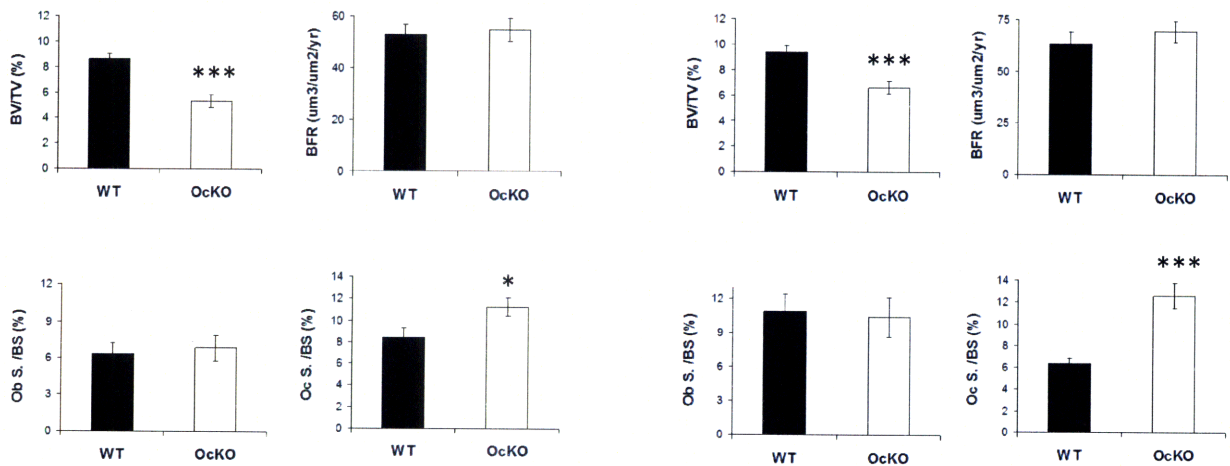 BV/TV (%)
12
10
8
6
4
2
0
***
WT
OcKO
BFR (um3/um2/yr)
60
40
20
0
WT
OcKO
BV/TV (%)
12
10
8
6
4
2
0
***
WT
OcKO
BFR (um3/um2/yr)
75
50
25
0
WT
OcKO
Ob S. /BS (%)
12
9
6
3
0
WT
OcKO
Oc S. /BS (%)
14
12
10
8
6
4
2
0
*
WT
OcKO
Ob S. /BS (%)
12
9
6
3
0
WT
OcKO
Oc S. /BS (%)
14
12
10
8
6
4
2
0
***
WT
OcKO